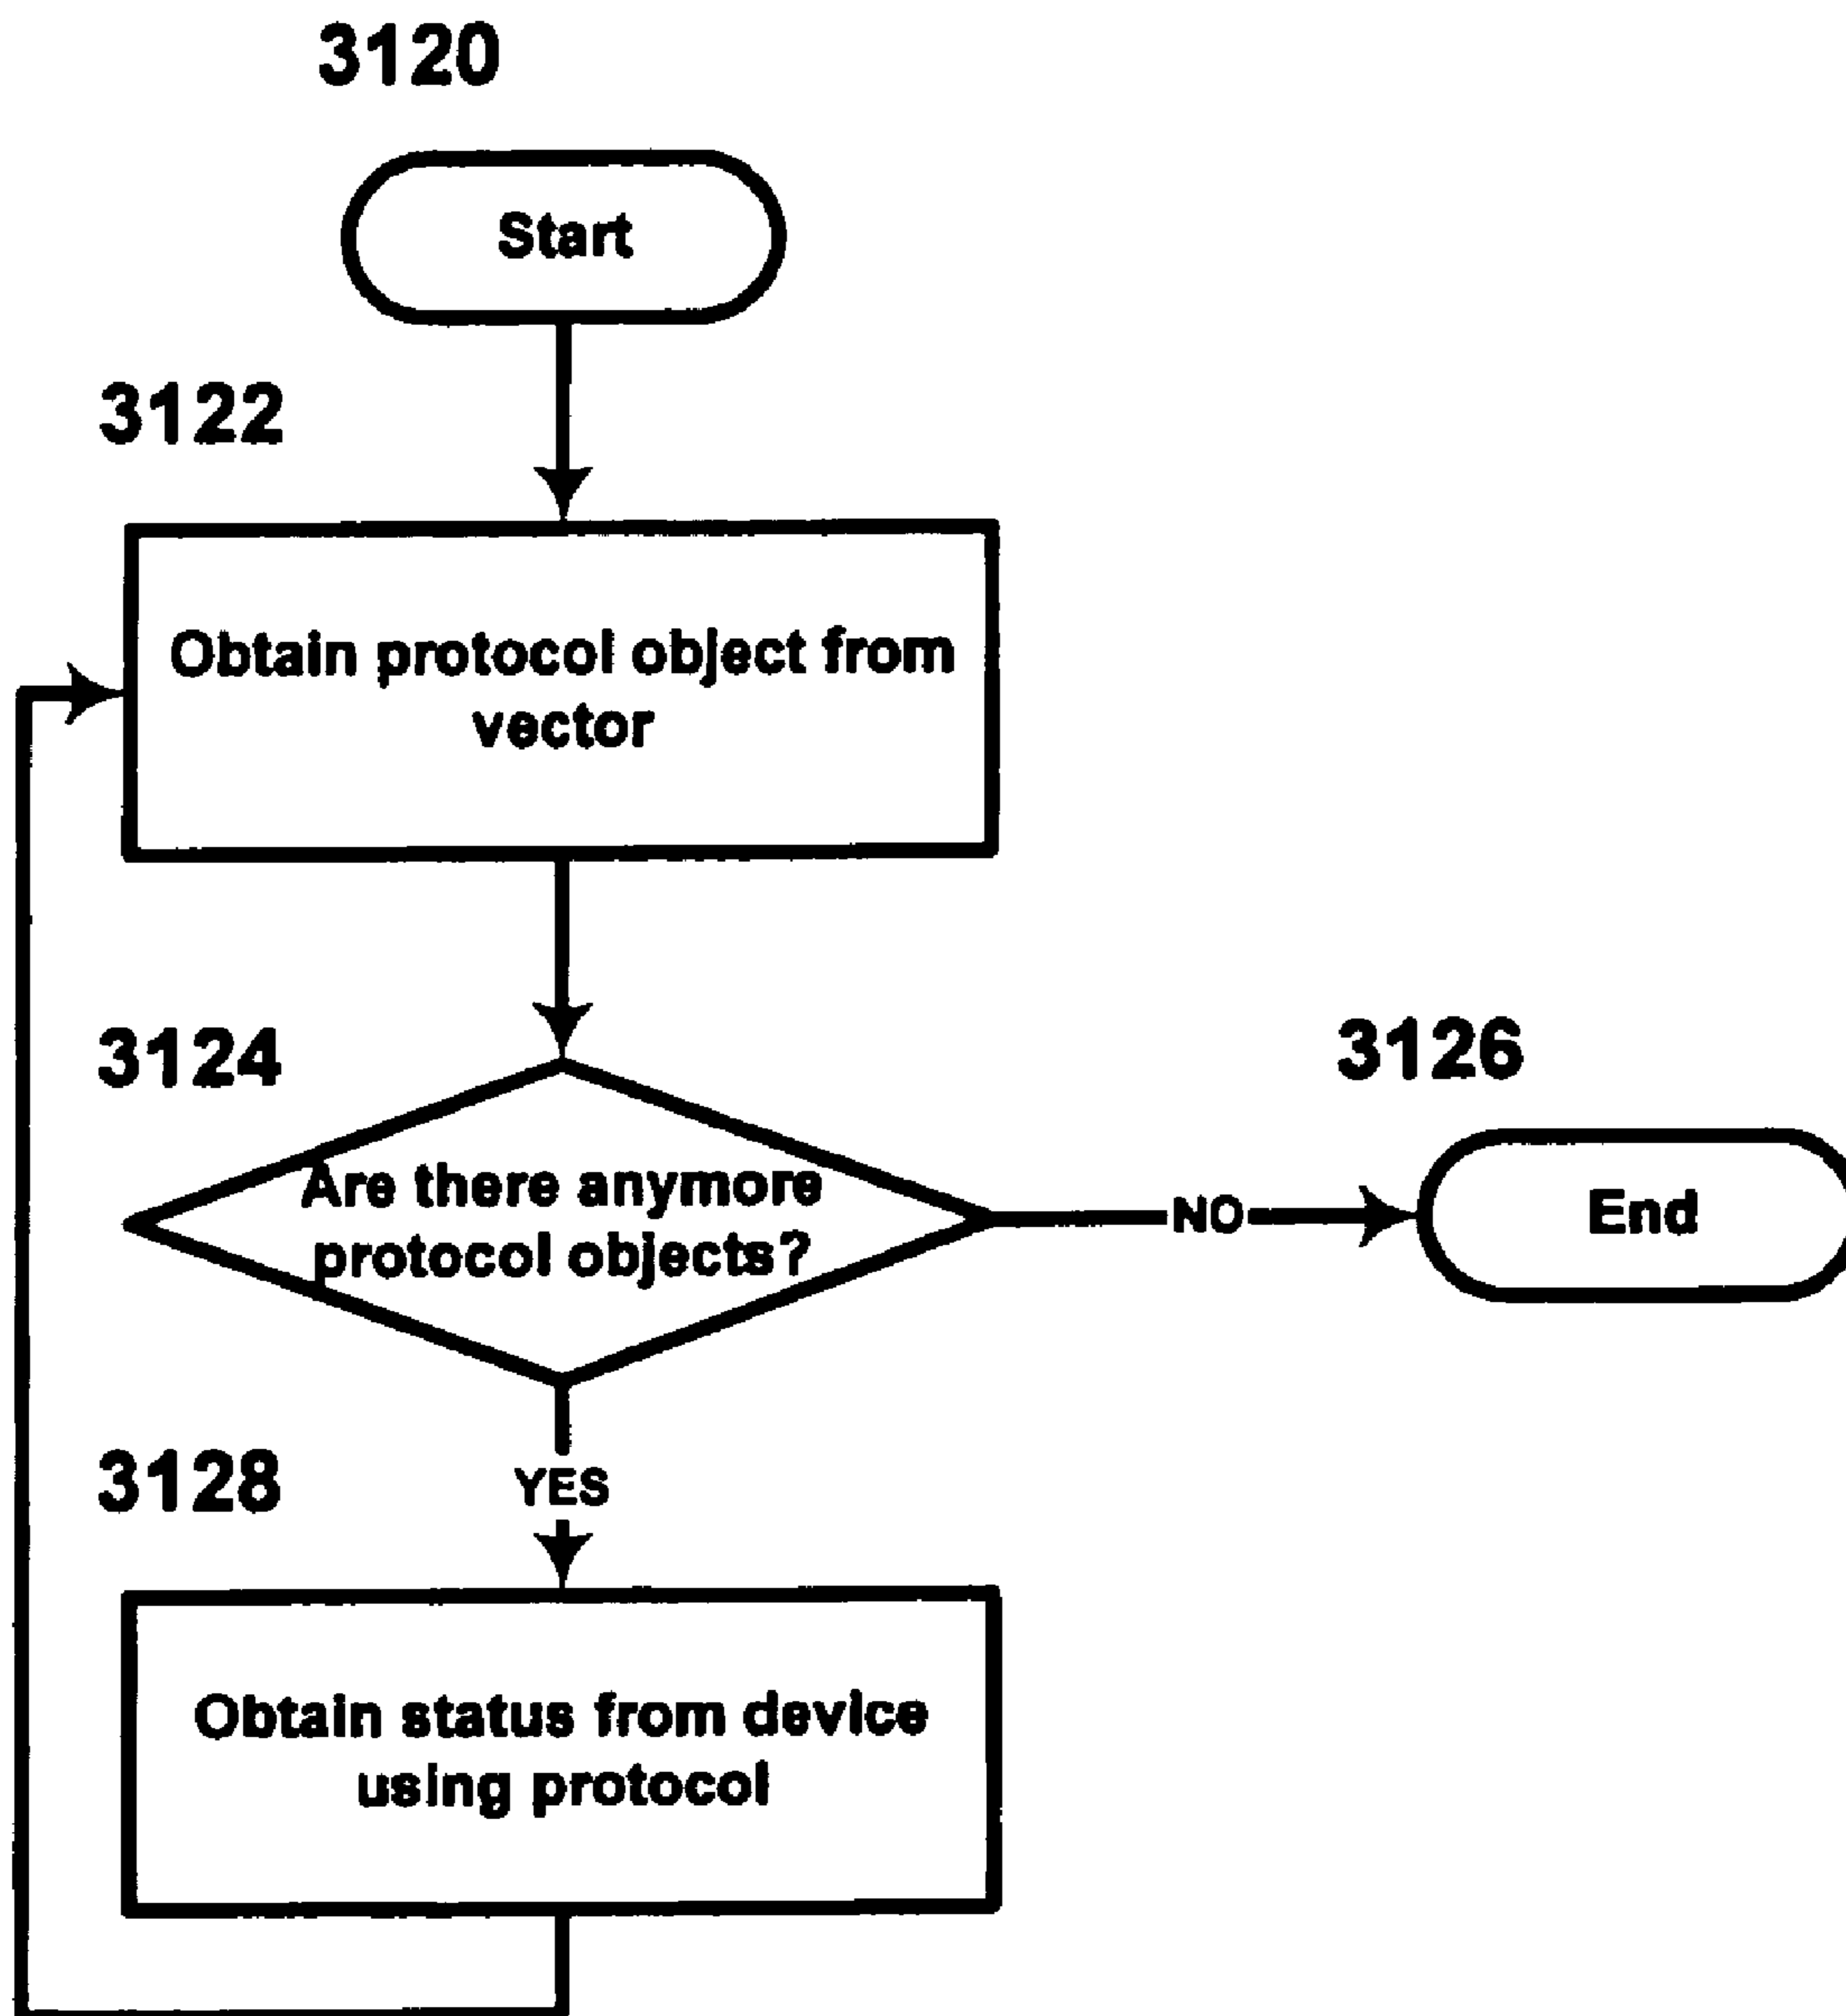 3120
Start
3122
Obtain protocol object from
vector
3124
Are there anymore
protocol objects?
NO
3126
End
YES
3128
Obtain status from device
using protocol